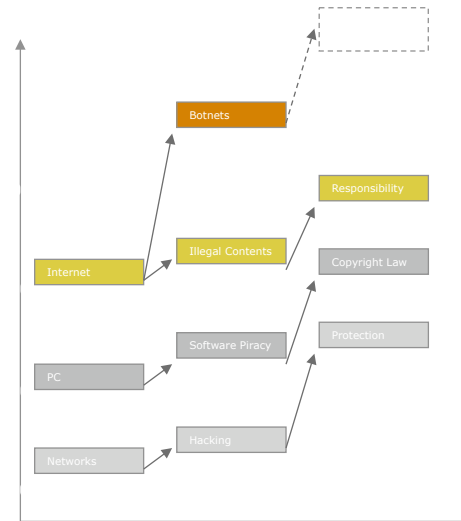 Botnets
Responsibility
Illegal Contents
Copyright Law
Internet
Protection
Software Piracy
PC
Hacking
Networks